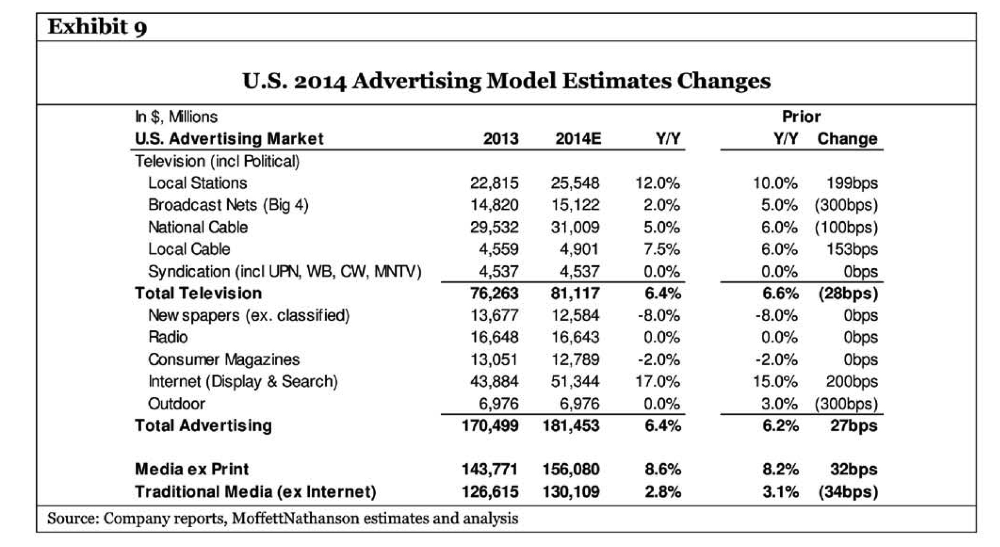 Exhibit 9
U.S. 2014 Advertising Model Estimates Changes
In $, Millions Prior
U.S. Advertising Market 2013 2014E Y/Y Y/Y Change
Television (incl Political)
Local Stations 22,815 25,548 12.0% 10.0% 199bps
Broadcast Nets (Big 4) 14,820 15,122 2.0% 5.0% (300bps)
National Cable 29,532 31,009 5.0% 6.0% (100bps)
Local Cable 4,559 4,901 7.5% 6.0% 153bps
Syndication (incl UPN, WB, CW, MNTV) 4,537 4,537 0.0% 0.0% 0bps
Total Television 76,263 81,117 6.4% 6.6% (28bps)
Newspapers (ex. classified) 13,677 12,584 -8.0% -8.0% 0bps
Radio 16,648 16,643 0.0% 0.0% 0bps
Consumer Magazines 13,051 12,789 -2.0% -2.0% 0bps
Internet (Display & Search) 43,884 51,344 17.0% 15.0% 200bps
Outdoor 6,976 6,976 0.0% 3.0% (300bps)
Total Advertising 170,499 181,453 6.4% 6.2% 27bps
Media ex Print 143,771 156,080 8.6% 8.2% 32bps
Traditional Media (ex Internet) 126,615 130,109 2.8% 3.1% (34bps)
Source: Company reports, MoffettNathanson estimates and analysis